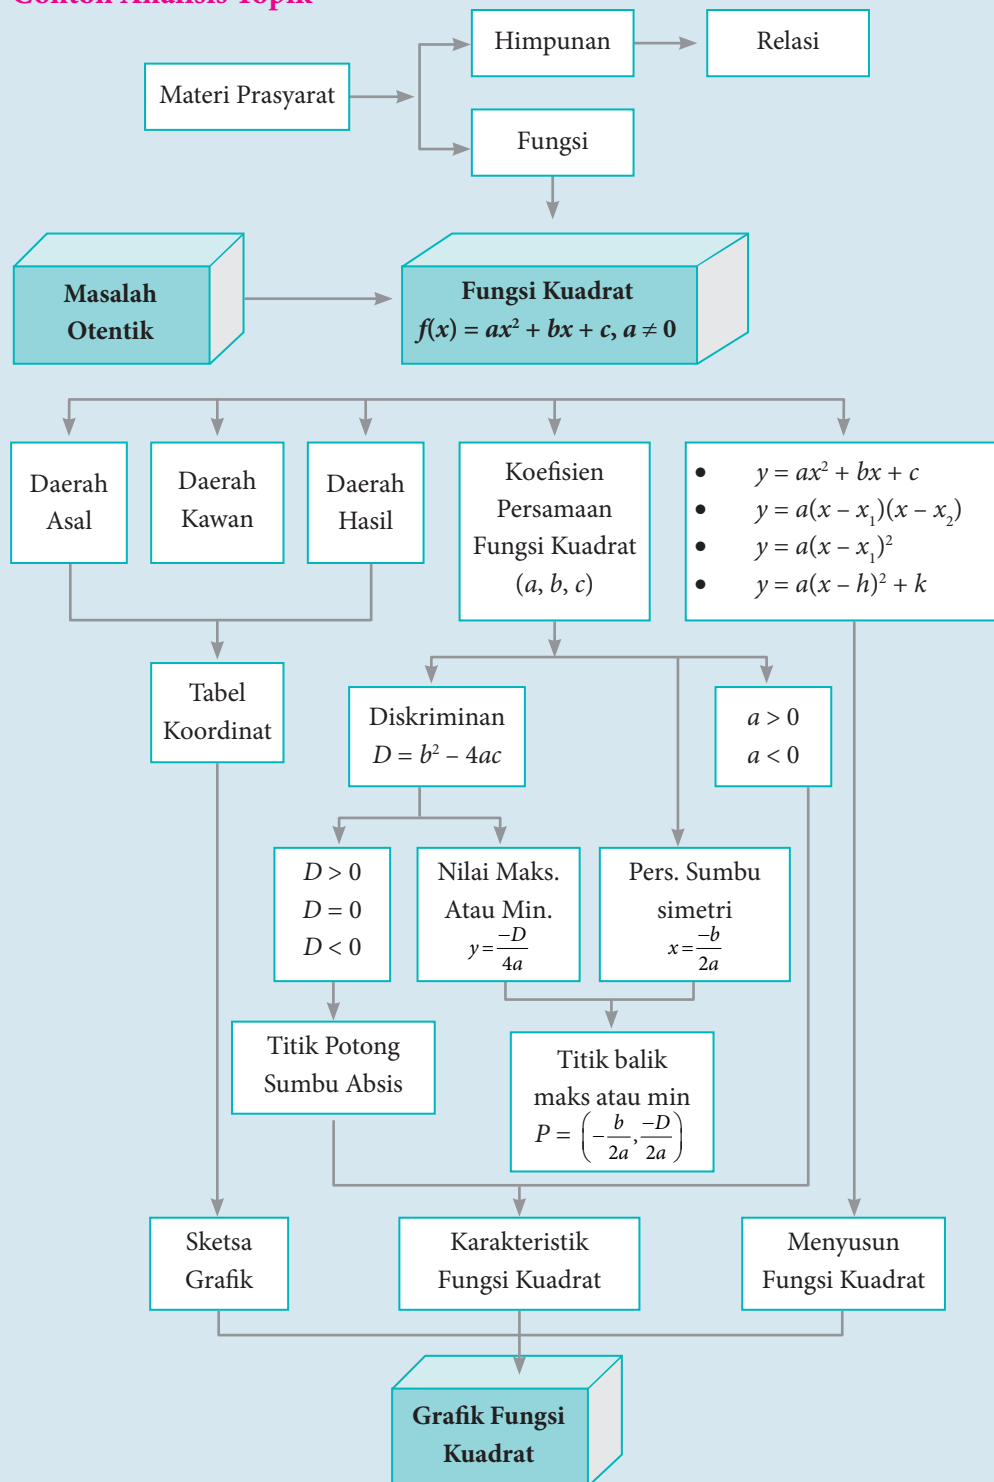 Contoh Analisis Topik
Himpunan
Relasi
Materi Prasyarat
Fungsi
Masalah
Otentik
Fungsi Kuadrat
f(x) = ax² + bx + c, a ≠ 0
Daerah
Asal
Daerah
Kawan
Daerah
Hasil
Koefisien
Persamaan
Fungsi Kuadrat
(a, b, c)
• y = ax² + bx + c
• y = a(x – x₁)(x – x₂)
• y = a(x – x₁)²
• y = a(x – h)² + k
Tabel
Koordinat
Diskriminan
D = b² – 4ac
a > 0
a < 0
D > 0
D = 0
D < 0
Nilai Maks.
Atau Min.
y = −D/4a
Pers. Sumbu
simetri
x = −b/2a
Titik Potong
Sumbu Absis
Titik balik
maks atau min
P = (−b/2a, −D/2a)
Sketsa
Grafik
Karakteristik
Fungsi Kuadrat
Menyusun
Fungsi Kuadrat
Grafik Fungsi
Kuadrat